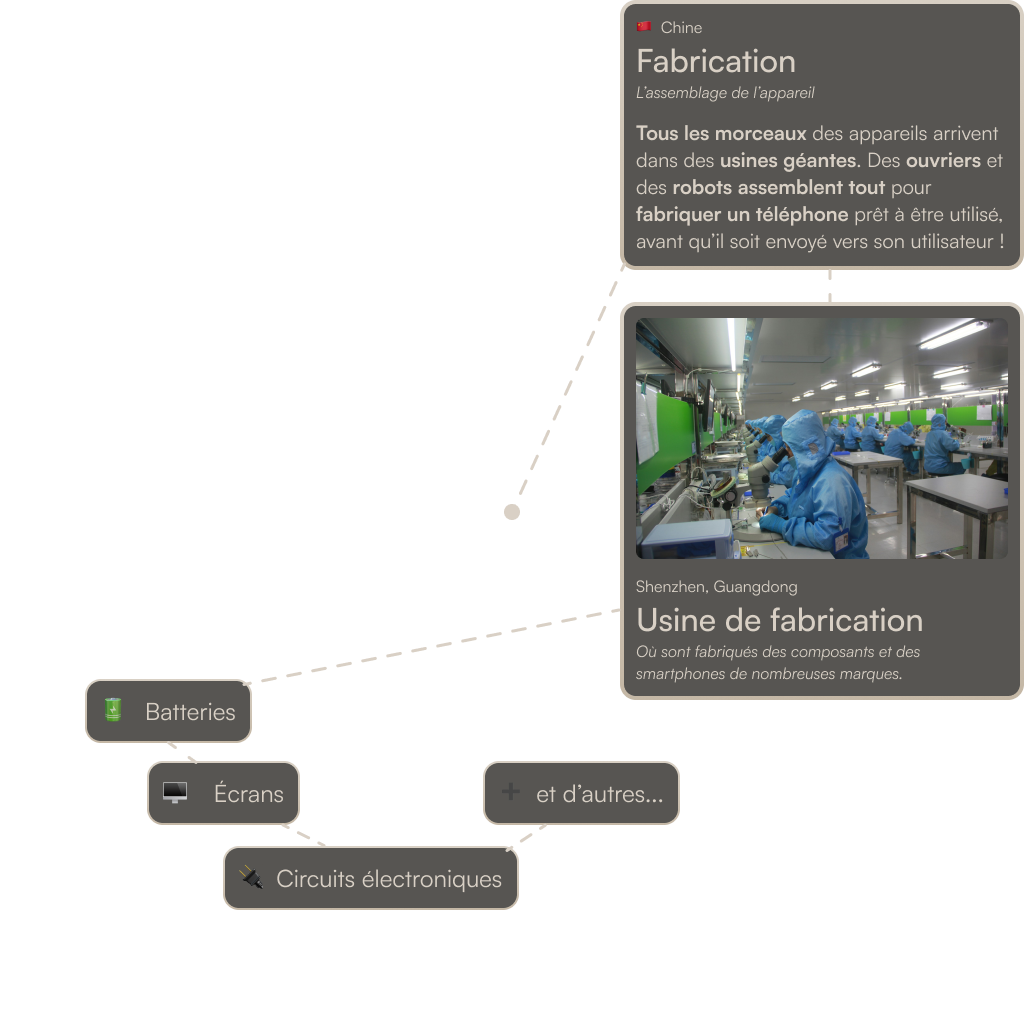 Chine
Fabrication
L’assemblage de l’appareil
Tous les morceaux des appareils arrivent
dans des usines géantes. Des ouvriers et
des robots assemblent tout pour
fabriquer un téléphone prêt à être utilisé,
avant qu’il soit envoyé vers son utilisateur !
Shenzhen, Guangdong
Usine de fabrication
Où sont fabriqués des composants et des
smartphones de nombreuses marques.
Batteries
Écrans
et d’autres...
Circuits électroniques